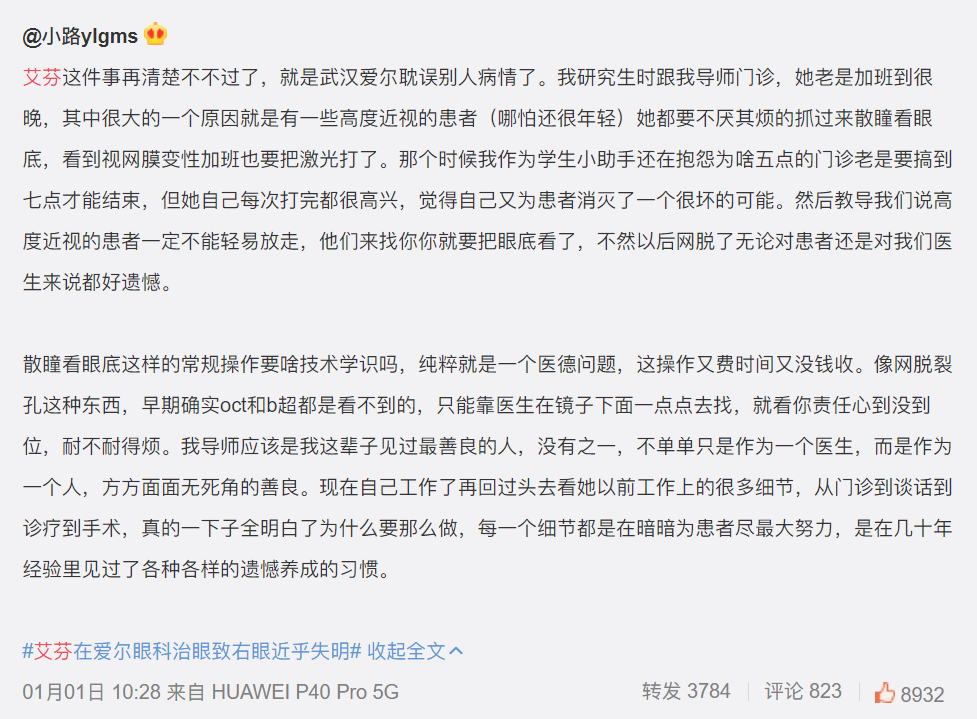 @小路ylgms
艾芬这件事再清楚不不过了，就是武汉爱尔耽误别人病情了。我研究生时跟我导师门诊，她老是加班到很
晚，其中很大的一个原因就是有一些高度近视的患者（哪怕还很年轻）她都要不厌其烦的抓过来散瞳看眼
底，看到视网膜变性加班也要把激光打了。那个时候我作为学生小助手还在抱怨为啥五点的门诊老是要搞到
七点才能结束，但她自己每次打完都很高兴，觉得自己又为患者消灭了一个很坏的可能。然后教导我们说高
度近视的患者一定不能轻易放走，他们来找你你就要把眼底看了，不然以后网脱了无论对患者还是对我们医
生来说都好遗憾。
散瞳看眼底这样的常规操作要啥技术学识吗，纯粹就是一个医德问题，这操作又费时间又没钱收。像网脱裂
孔这种东西，早期确实oct和b超都是看不到的，只能靠医生在镜子下面一点点去找，就看你责任心到没到
位，耐不耐得烦。我导师应该是我这辈子见过最善良的人，没有之一，不单单只是作为一个医生，而是作为
一个人，方方面面无死角的善良。现在自己工作了再回过头去看她以前工作上的很多细节，从门诊到谈话到
诊疗到手术，真的一下子全明白了为什么要那么做，每一个细节都是在暗暗为患者尽最大努力，是在几十年
经验里见过了各种各样的遗憾养成的习惯。
#艾芬在爱尔眼科治眼致右眼近乎失明# 收起全文
01月01日 10:28 来自 HUAWEI P40 Pro 5G 转发 3784 评论 823 8932